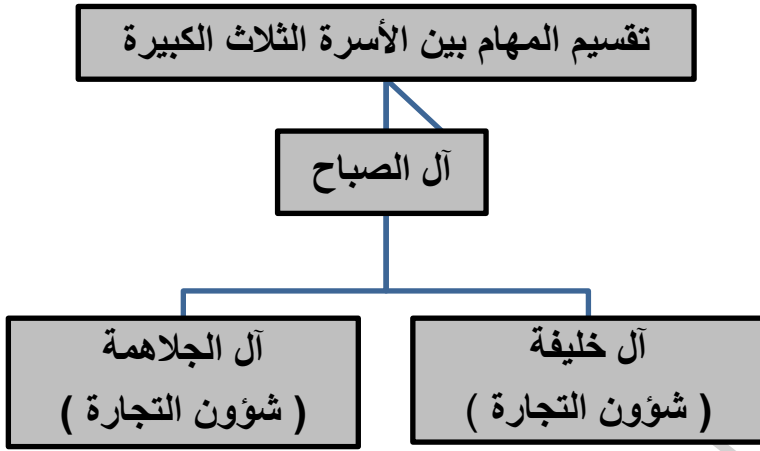 تقسيم المهام بين الأسرة الثلاث الكبيرة
آل الصباح
آل خليفة
( شؤون التجارة )
آل الجلاهمة
( شؤون التجارة )